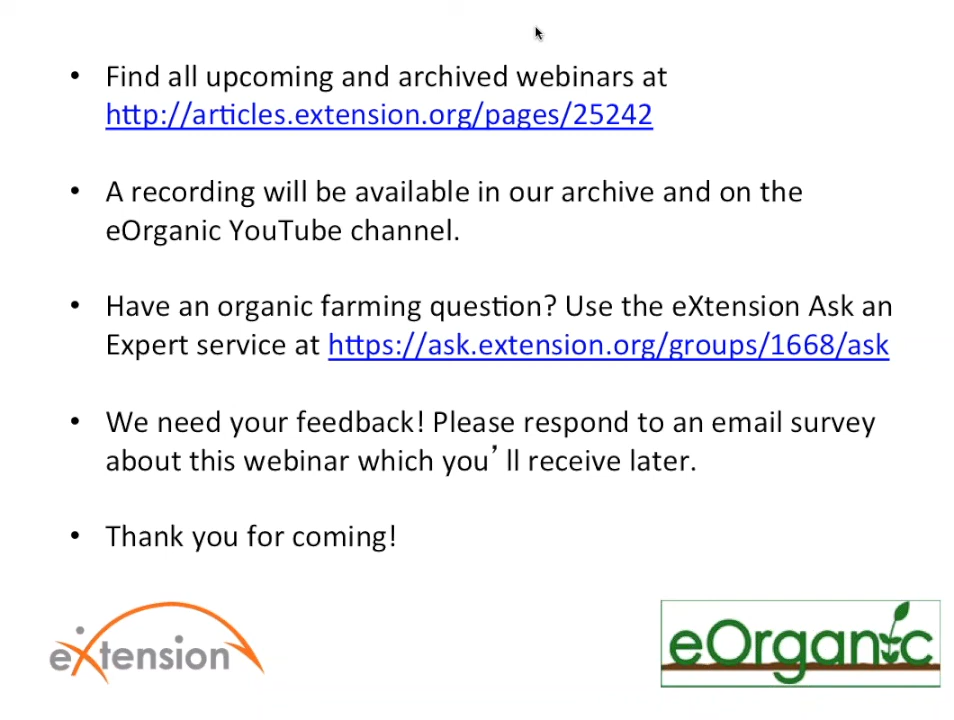 • Find all upcoming and archived webinars at
http://articles.extension.org/pages/25242
• A recording will be available in our archive and on the
eOrganic YouTube channel.
• Have an organic farming question? Use the eXtension Ask an
Expert service at https://ask.extension.org/groups/1668/ask
• We need your feedback! Please respond to an email survey
about this webinar which you’ll receive later.
• Thank you for coming!
eXtension
eOrganic